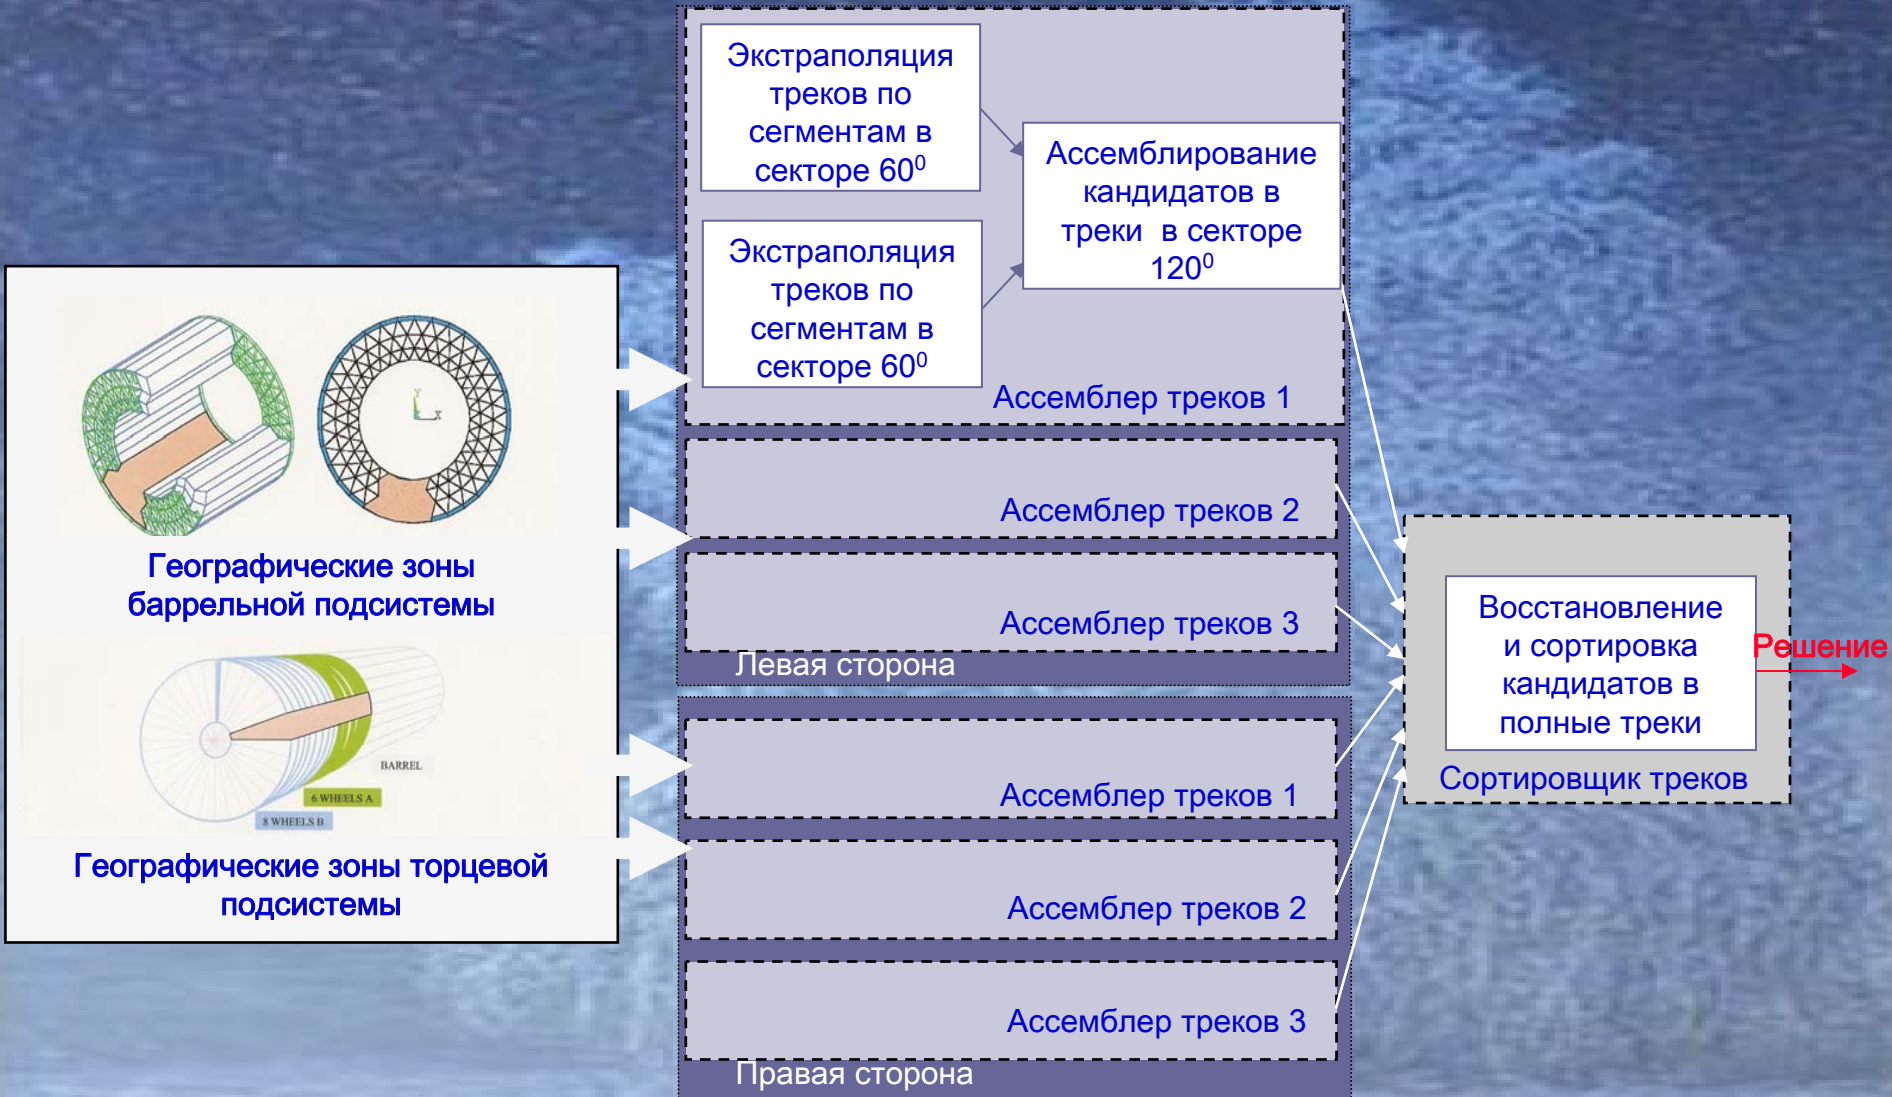 Экстраполяция
треков по
сегментам в
секторе 60⁰
Ассемблирование
кандидатов в
треки в секторе
120⁰
Экстраполяция
треков по
сегментам в
секторе 60⁰
Ассемблер треков 1
Ассемблер треков 2
Ассемблер треков 3
Левая сторона
Y
X
Географические зоны
баррельной подсистемы
BARREL
6 WHEELS A
8 WHEELS B
Географические зоны торцевой
подсистемы
Ассемблер треков 1
Ассемблер треков 2
Ассемблер треков 3
Правая сторона
Восстановление
и сортировка
кандидатов в
полные треки
Сортировщик треков
Решение